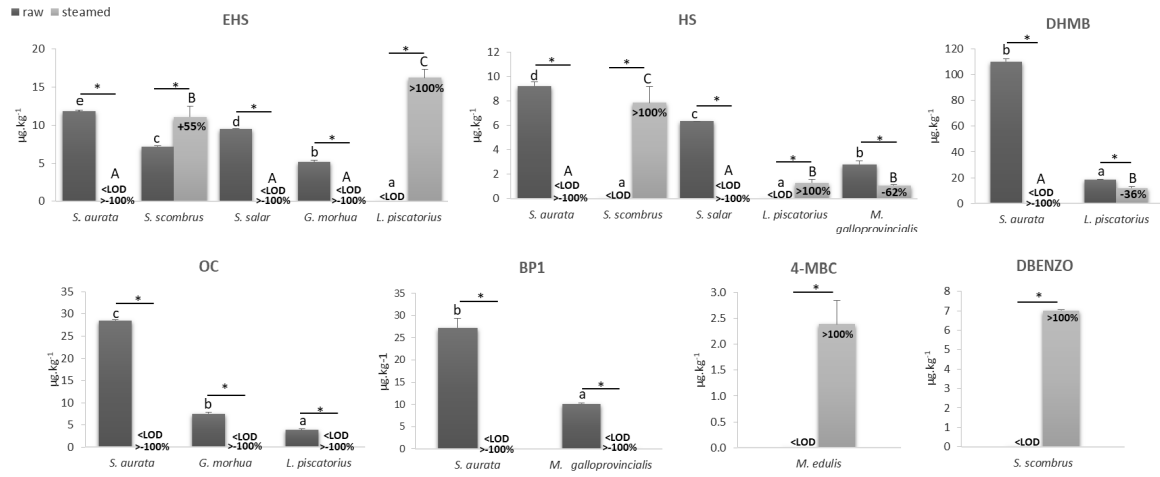 raw steamed
EHS
µg.kg-1
20
15
10
5
0
*
e
A
<LOD
>-100%
*
c
B
+55%
*
d
A
<LOD
>-100%
*
b
A
<LOD
>-100%
*
a
<LOD
C
>100%
S. aurata S. scombrus S. salar G. morhua L. piscatorius
HS
µg.kg-1
12
10
8
6
4
2
0
*
d
A
<LOD
>-100%
*
a
<LOD
C
>100%
*
c
A
<LOD
>-100%
*
a
<LOD
B
>100%
*
b
B
-62%
S. aurata S. scombrus S. salar L. piscatorius M.
galloprovincialis
DHMB
µg.kg-1
120
100
80
60
40
20
0
*
b
A
<LOD
>-100%
*
a
B
-36%
S. aurata L. piscatorius
OC
µg.kg-1
35
30
25
20
15
10
5
0
*
c
<LOD
>-100%
*
b
<LOD
>-100%
*
a
<LOD
>-100%
S. aurata G. morhua L. piscatorius
BP1
µg.kg-1
35
30
25
20
15
10
5
0
*
b
<LOD
>-100%
*
a
<LOD
>-100%
S. aurata M. galloprovincialis
4-MBC
µg.kg-1
3.0
2.5
2.0
1.5
1.0
0.5
0.0
*
<LOD
>100%
M. edulis
DBENZO
µg.kg-1
8
7
6
5
4
3
2
1
0
*
<LOD
>100%
S. scombrus